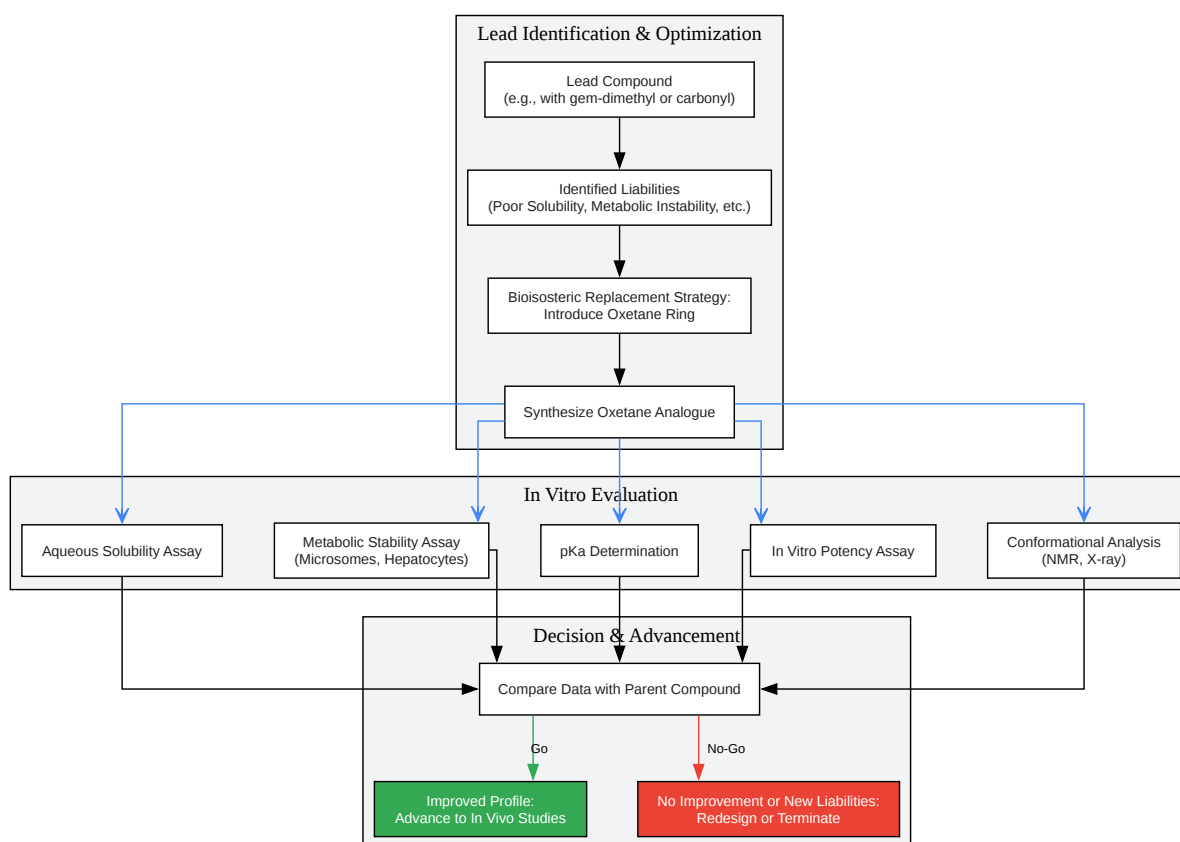 Lead Identification & Optimization
Lead Compound
(e.g., with gem-dimethyl or carbonyl)
Identified Liabilities
(Poor Solubility, Metabolic Instability, etc.)
Bioisosteric Replacement Strategy:
Introduce Oxetane Ring
Synthesize Oxetane Analogue
In Vitro Evaluation
Aqueous Solubility Assay
Metabolic Stability Assay
(Microsomes, Hepatocytes)
pKa Determination
In Vitro Potency Assay
Conformational Analysis
(NMR, X-ray)
Decision & Advancement
Compare Data with Parent Compound
Go
No-Go
Improved Profile:
Advance to In Vivo Studies
No Improvement or New Liabilities:
Redesign or Terminate